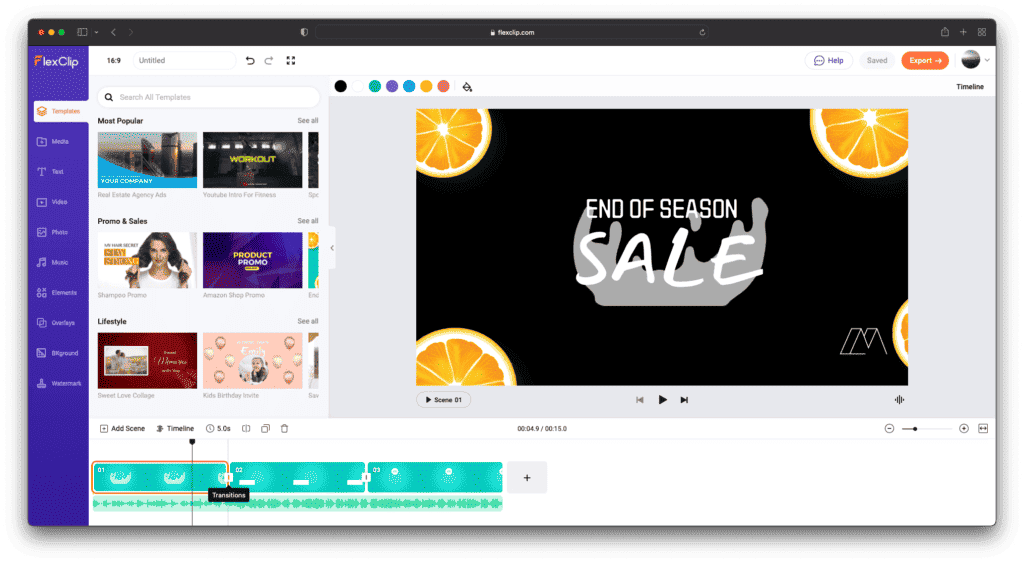 flexclip.com
FlexClip
16:9
Untitled
Help
Saved
Export →
Templates
Media
Text
Video
Photo
Music
Elements
Overlays
BKground
Watermark
Search All Templates
Most Popular
See all
YOUR COMPANY
WORKOUT
Real Estate Agency Ads
Youtube Intro For Fitness
Spo
Promo & Sales
See all
MY HAIR SECRET
PRODUCT
PROMO
Shampoo Promo
Amazon Shop Promo
End
Lifestyle
See all
Sweet Love Collage
Kids Birthday Invite
Sav
Timeline
END OF SEASON
SALE
Scene 01
Add Scene
Timeline
5.0s
00:04.9 / 00:15.0
01
02
03
+
Transitions